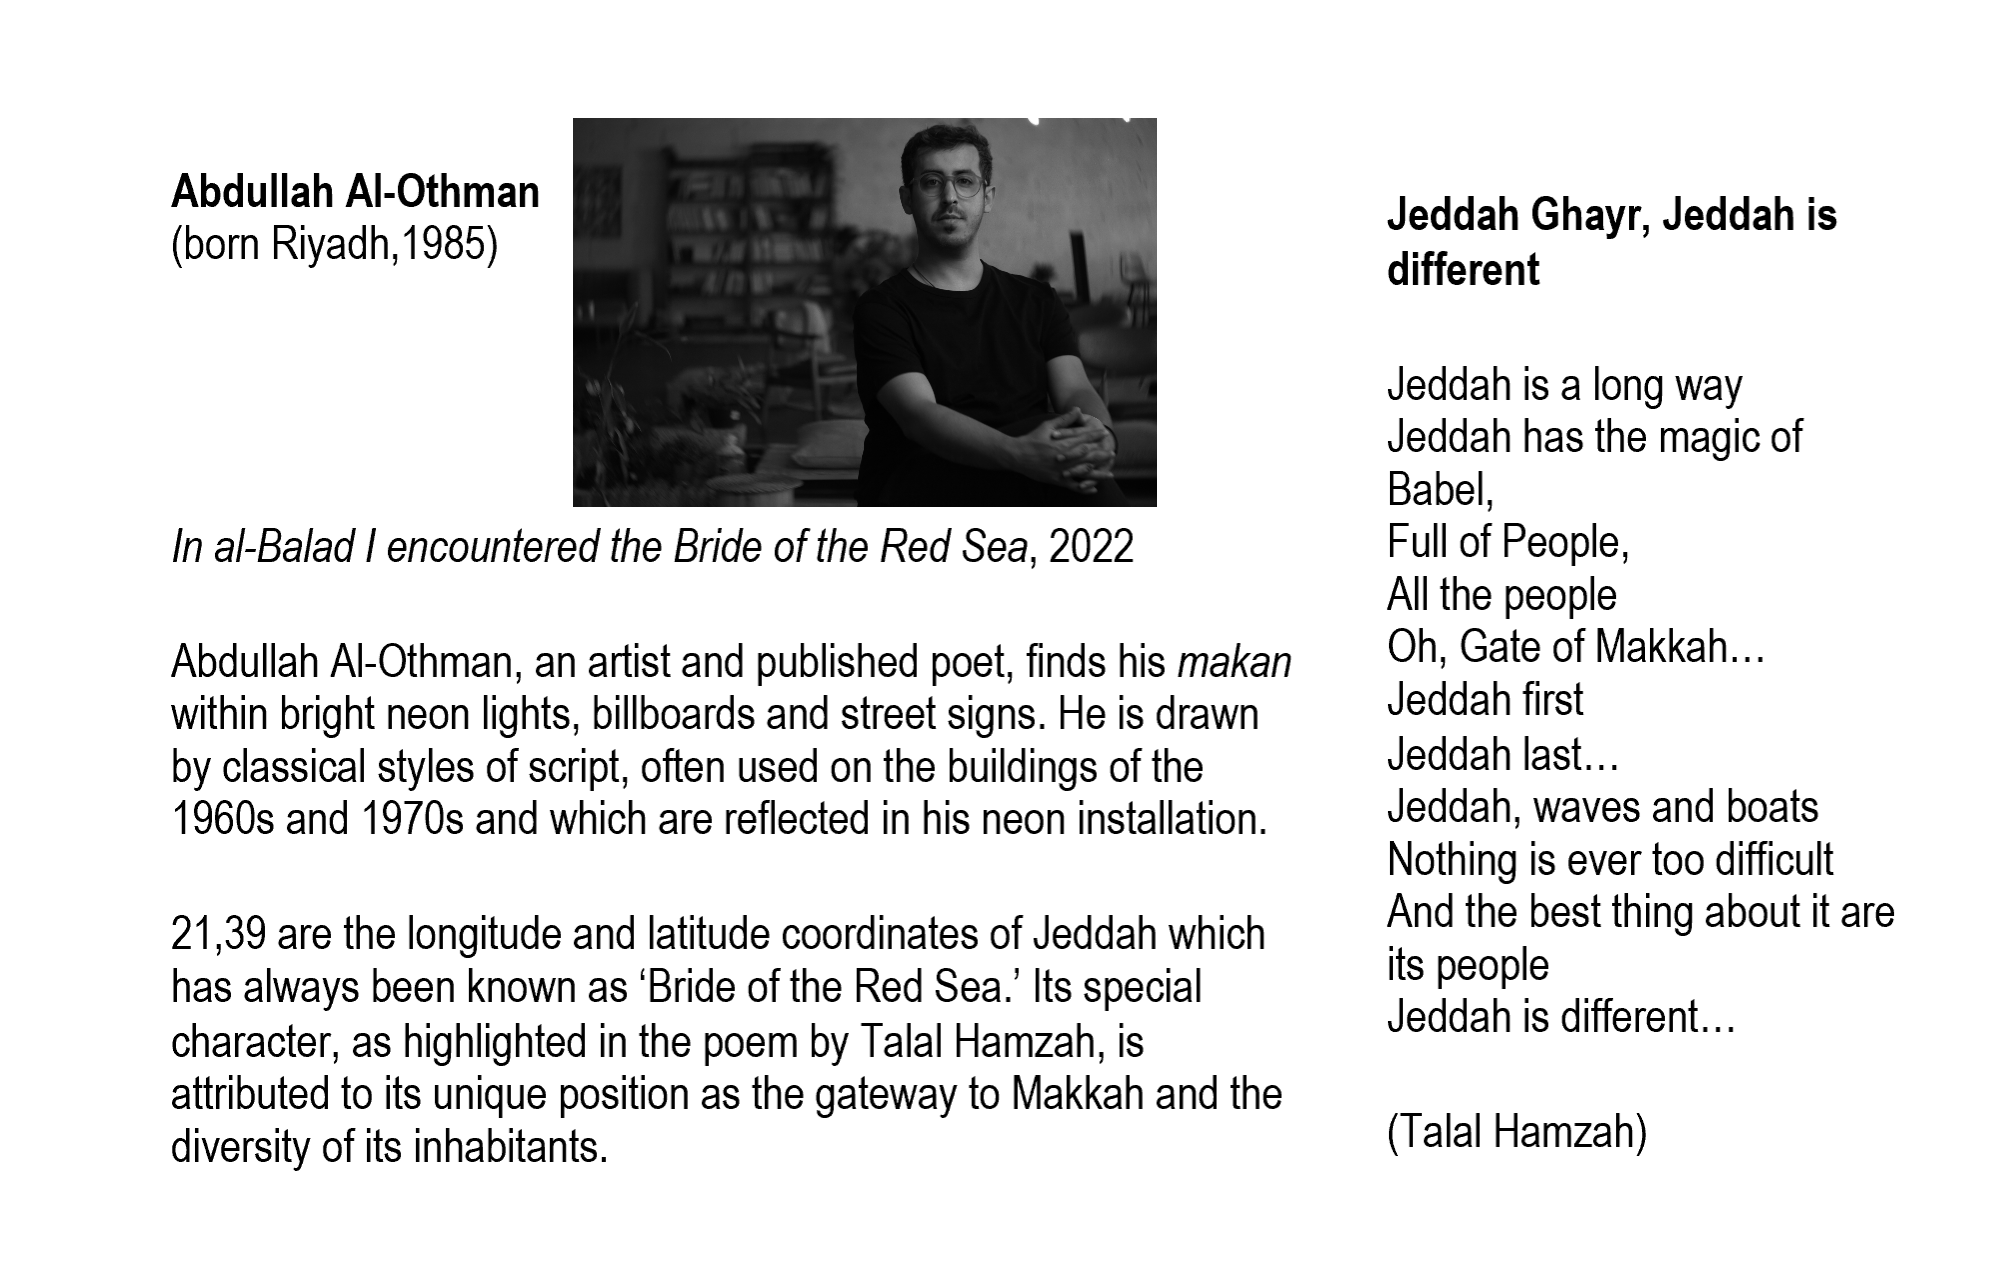 Abdullah Al-Othman
(born Riyadh,1985)
In al-Balad I encountered the Bride of the Red Sea, 2022
Abdullah Al-Othman, an artist and published poet, finds his makan
within bright neon lights, billboards and street signs. He is drawn
by classical styles of script, often used on the buildings of the
1960s and 1970s and which are reflected in his neon installation.
21,39 are the longitude and latitude coordinates of Jeddah which
has always been known as ‘Bride of the Red Sea.’ Its special
character, as highlighted in the poem by Talal Hamzah, is
attributed to its unique position as the gateway to Makkah and the
diversity of its inhabitants.
Jeddah Ghayr, Jeddah is
different
Jeddah is a long way
Jeddah has the magic of
Babel,
Full of People,
All the people
Oh, Gate of Makkah…
Jeddah first
Jeddah last…
Jeddah, waves and boats
Nothing is ever too difficult
And the best thing about it are
its people
Jeddah is different…
(Talal Hamzah)